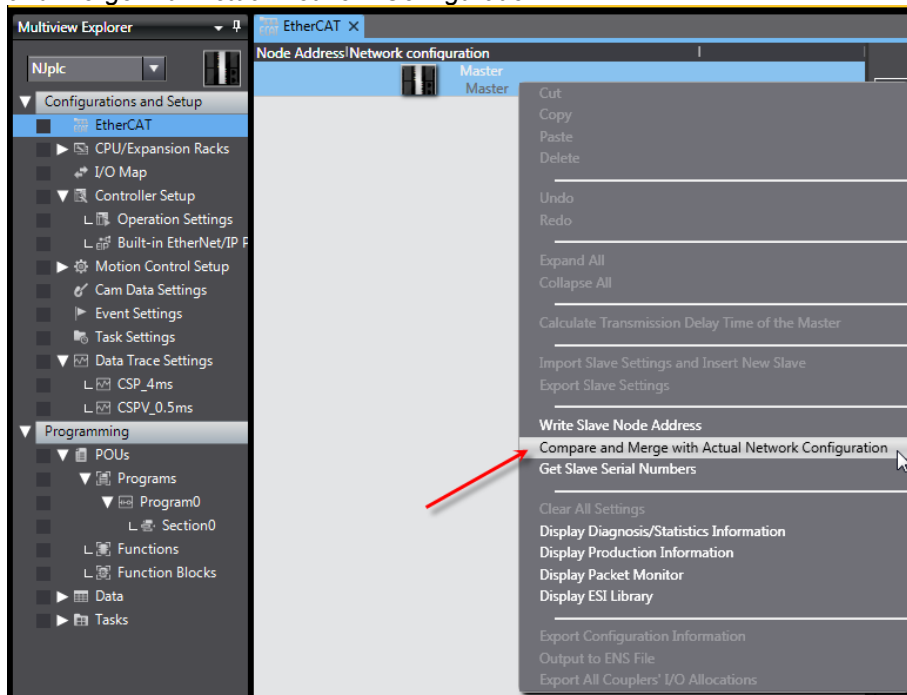 Multiview Explorer
EtherCAT
NJplc
Configurations and Setup
EtherCAT
CPU/Expansion Racks
I/O Map
Controller Setup
Operation Settings
Built-in EtherNet/IP P
Motion Control Setup
Cam Data Settings
Event Settings
Task Settings
Data Trace Settings
CSP_4ms
CSPV_0.5ms
Programming
POUs
Programs
Program0
Section0
Functions
Function Blocks
Data
Tasks
Node Address Network configuration
Master
Master
Cut
Copy
Paste
Delete
Undo
Redo
Expand All
Collapse All
Calculate Transmission Delay Time of the Master
Import Slave Settings and Insert New Slave
Export Slave Settings
Write Slave Node Address
Compare and Merge with Actual Network Configuration
Get Slave Serial Numbers
Clear All Settings
Display Diagnosis/Statistics Information
Display Production Information
Display Packet Monitor
Display ESI Library
Export Configuration Information
Output to ENS File
Export All Couplers' I/O Allocations